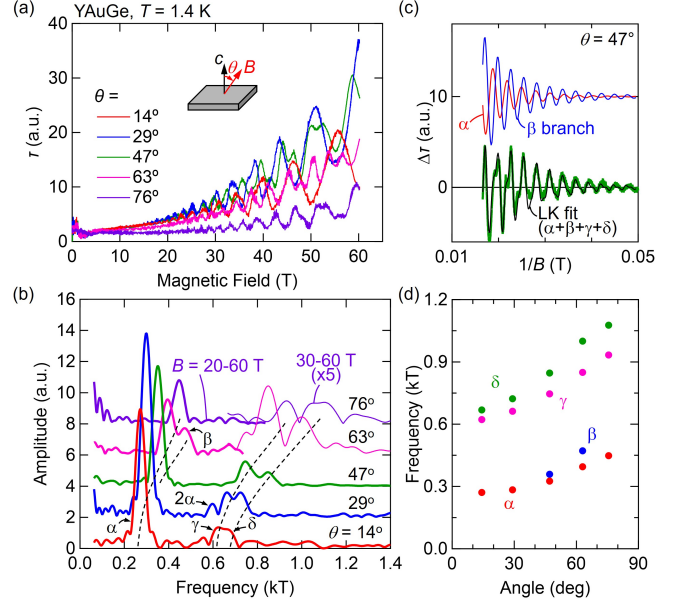 (a)
YAuGe, T = 1.4 K
c
θ
B
θ =
14º
29º
47º
63º
76º
τ (a.u.)
40
30
20
10
0
0 10 20 30 40 50 60
Magnetic Field (T)
(c)
θ = 47°
α
β branch
LK fit
(α+β+γ+δ)
Δτ (a.u.)
10
0
0.01 0.05
1/B (T)
(b)
B = 20-60 T
30-60 T
(x5)
76º
63º
47º
29º
θ = 14º
α
β
2α
γ
δ
Amplitude (a.u.)
16
14
12
10
8
6
4
2
0
0.0 0.2 0.4 0.6 0.8 1.0 1.2 1.4
Frequency (kT)
(d)
δ
γ
β
α
Frequency (kT)
1.2
0.9
0.6
0.3
0.0
0 30 60 90
Angle (deg)